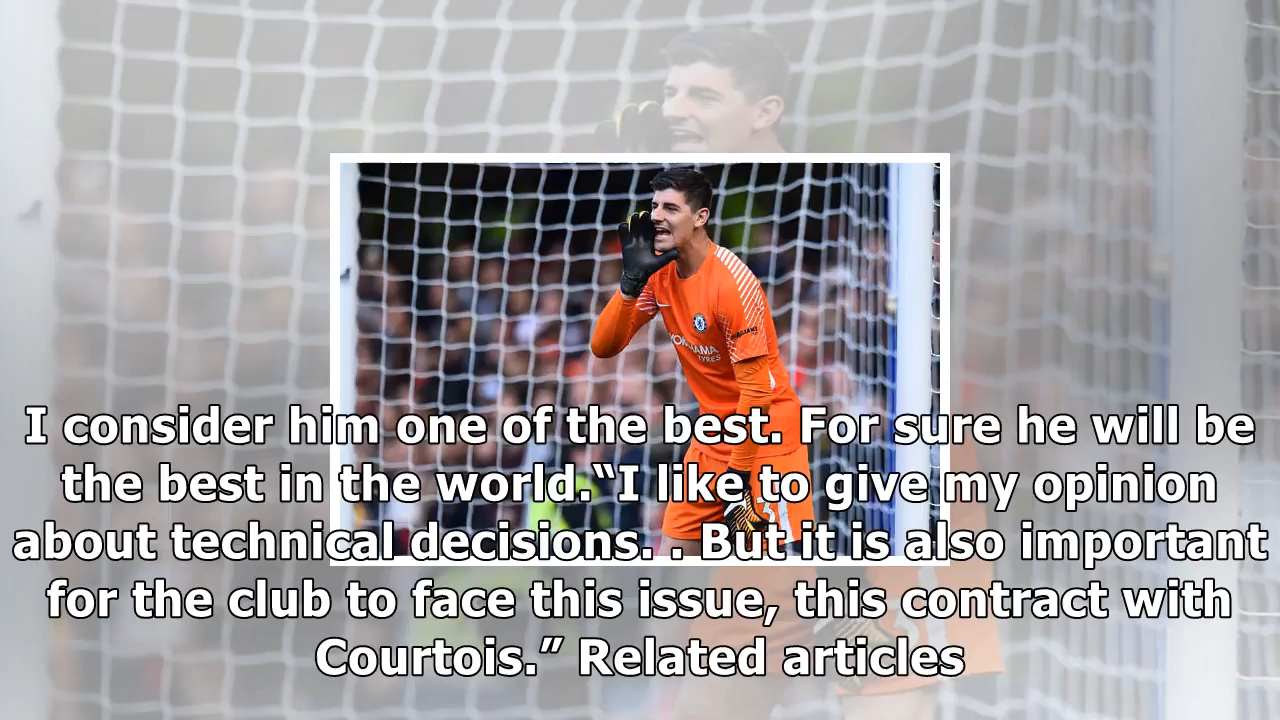 YOKOHAMA
TYRES
I consider him one of the best. For sure he will be
the best in the world.“I like to give my opinion
about technical decisions. . But it is also important
for the club to face this issue, this contract with
Courtois.” Related articles